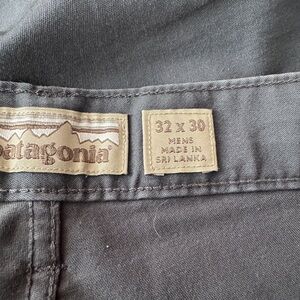 patagonia
32 x 30
MENS
MADE IN
SRI LANKA